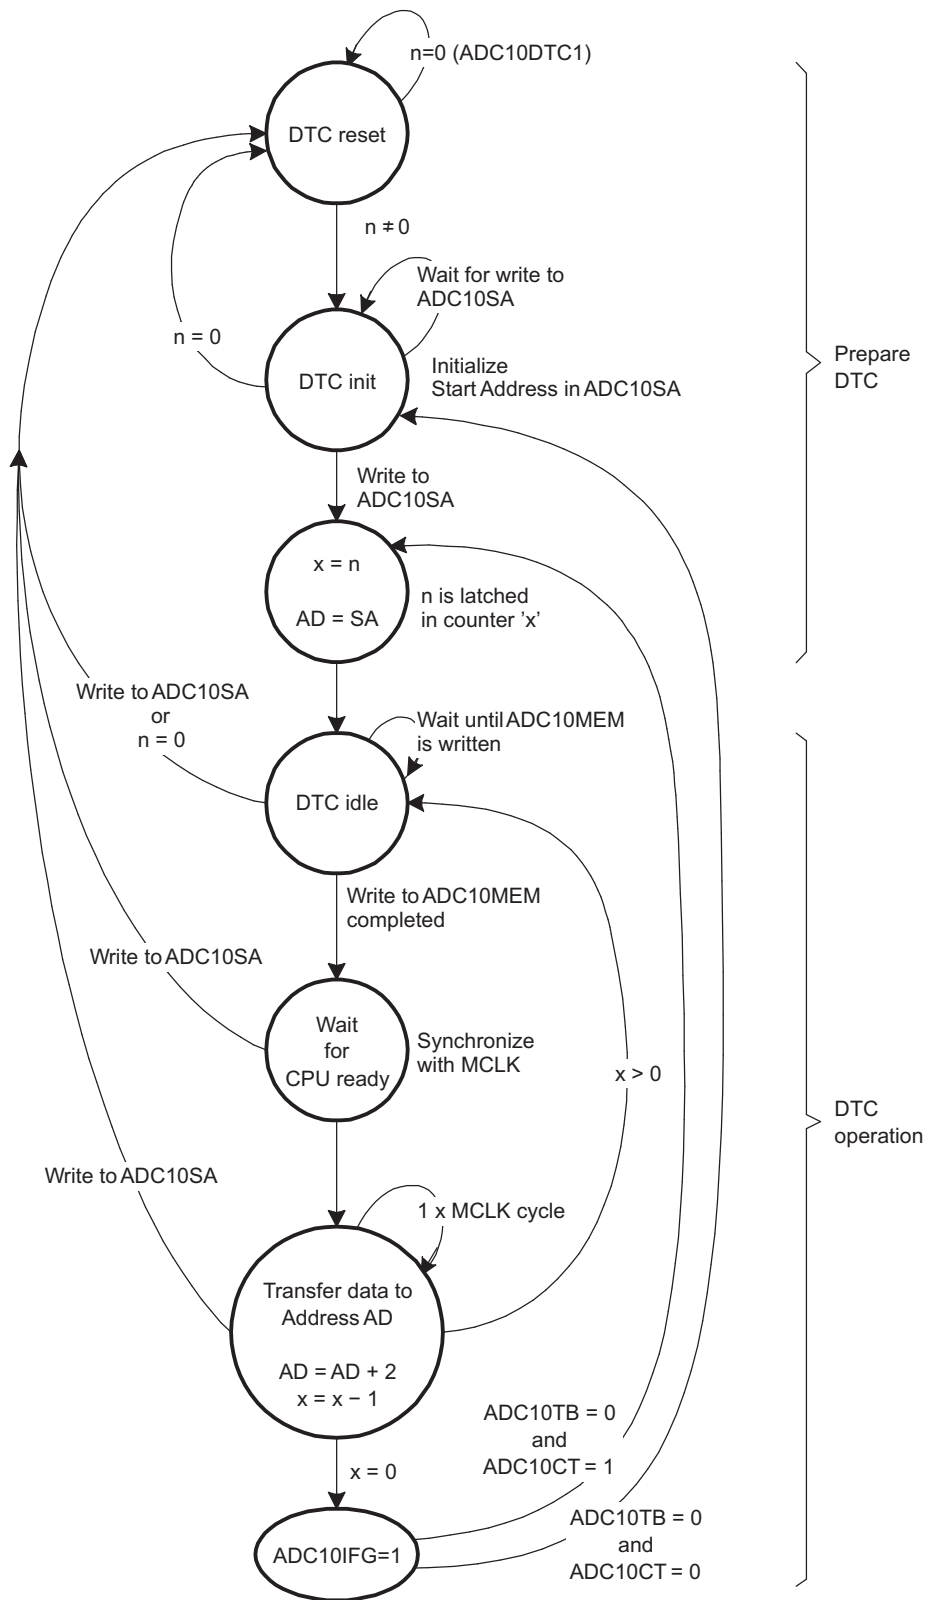 n=0 (ADC10DTC1)
DTC reset
n ≠ 0
Wait for write to
ADC10SA
n = 0
DTC init
Initialize
Start Address in ADC10SA
Prepare
DTC
Write to
ADC10SA
x = n
AD = SA
n is latched
in counter ’x’
Write to ADC10SA
or
n = 0
Wait until ADC10MEM
is written
DTC idle
Write to ADC10MEM
completed
Write to ADC10SA
Wait
for
CPU ready
Synchronize
with MCLK
x > 0
DTC
operation
Write to ADC10SA
1 x MCLK cycle
Transfer data to
Address AD
AD = AD + 2
x = x − 1
ADC10TB = 0
and
ADC10CT = 1
x = 0
ADC10IFG=1
ADC10TB = 0
and
ADC10CT = 0